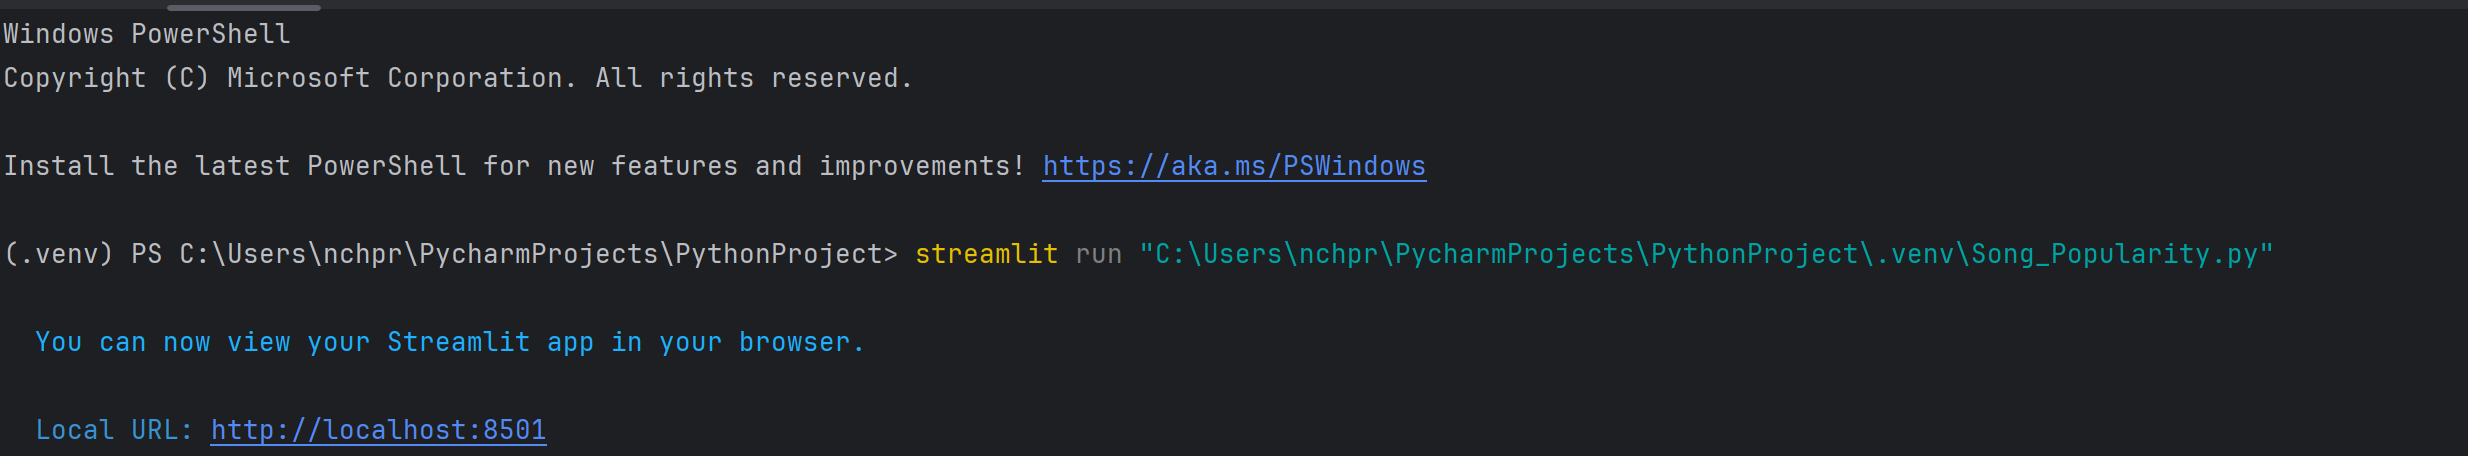 Windows PowerShell
Copyright (C) Microsoft Corporation. All rights reserved.
Install the latest PowerShell for new features and improvements! https://aka.ms/PSWindows
(.venv) PS C:\Users\nchpr\PycharmProjects\PythonProject> streamlit run "C:\Users\nchpr\PycharmProjects\PythonProject\.venv\Song_Popularity.py"
You can now view your Streamlit app in your browser.
Local URL: http://localhost:8501